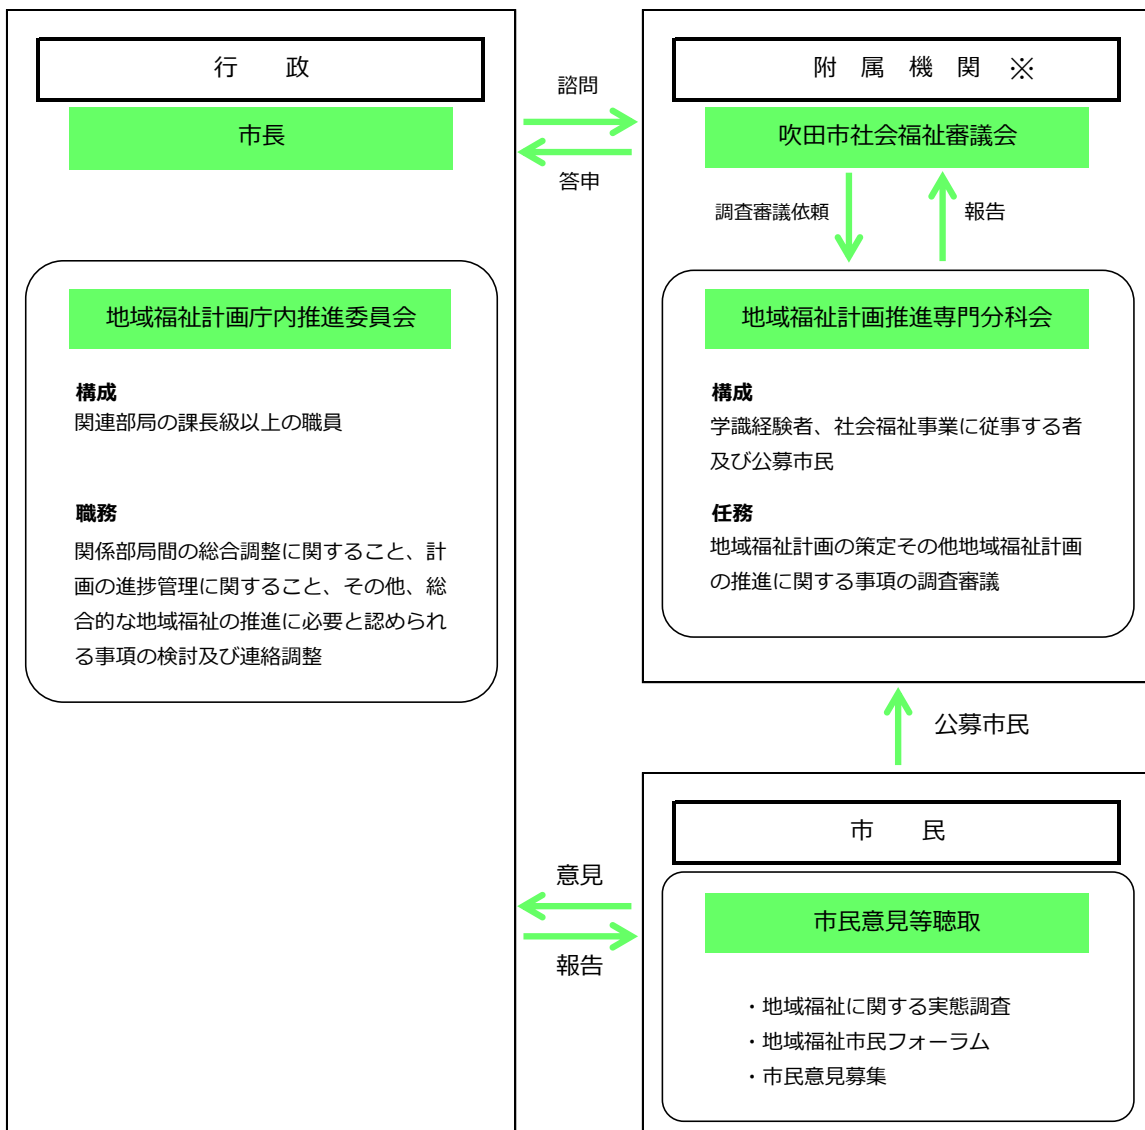 行　政
市長
地域福祉計画庁内推進委員会
構成
関連部局の課長級以上の職員
職務
関係部局間の総合調整に関すること、計
画の進捗管理に関すること、その他、総
合的な地域福祉の推進に必要と認められ
る事項の検討及び連絡調整
諮問
答申
附　属　機　関　※
吹田市社会福祉審議会
調査審議依頼
報告
地域福祉計画推進専門分科会
構成
学識経験者、社会福祉事業に従事する者
及び公募市民
任務
地域福祉計画の策定その他地域福祉計画
の推進に関する事項の調査審議
公募市民
意見
報告
市　民
市民意見等聴取
・地域福祉に関する実態調査
・地域福祉市民フォーラム
・市民意見募集